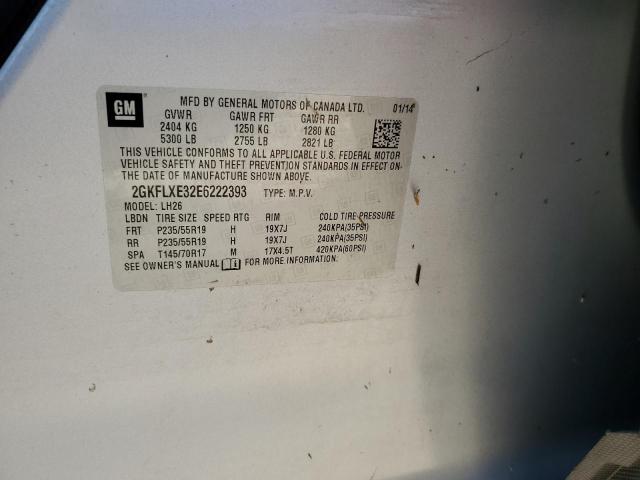 GM
MFD BY GENERAL MOTORS OF CANADA LTD. 01/14
GVWR GAWR FRT GAWR RR
2404 KG 1250 KG 1280 KG
5300 LB 2755 LB 2821 LB
THIS VEHICLE CONFORMS TO ALL APPLICABLE U.S. FEDERAL MOTOR
VEHICLE SAFETY AND THEFT PREVENTION STANDARDS IN EFFECT ON
THE DATE OF MANUFACTURE SHOWN ABOVE.
2GKFLXE32E6222393 TYPE: M.P.V.
MODEL: LH26
LBDN TIRE SIZE SPEED RTG RIM COLD TIRE PRESSURE
FRT P235/55R19 H 19X7J 240KPA(35PSI)
RR P235/55R19 H 19X7J 240KPA(35PSI)
SPA T145/70R17 M 17X4.5T 420KPA(60PSI)
SEE OWNER'S MANUAL FOR MORE INFORMATION.